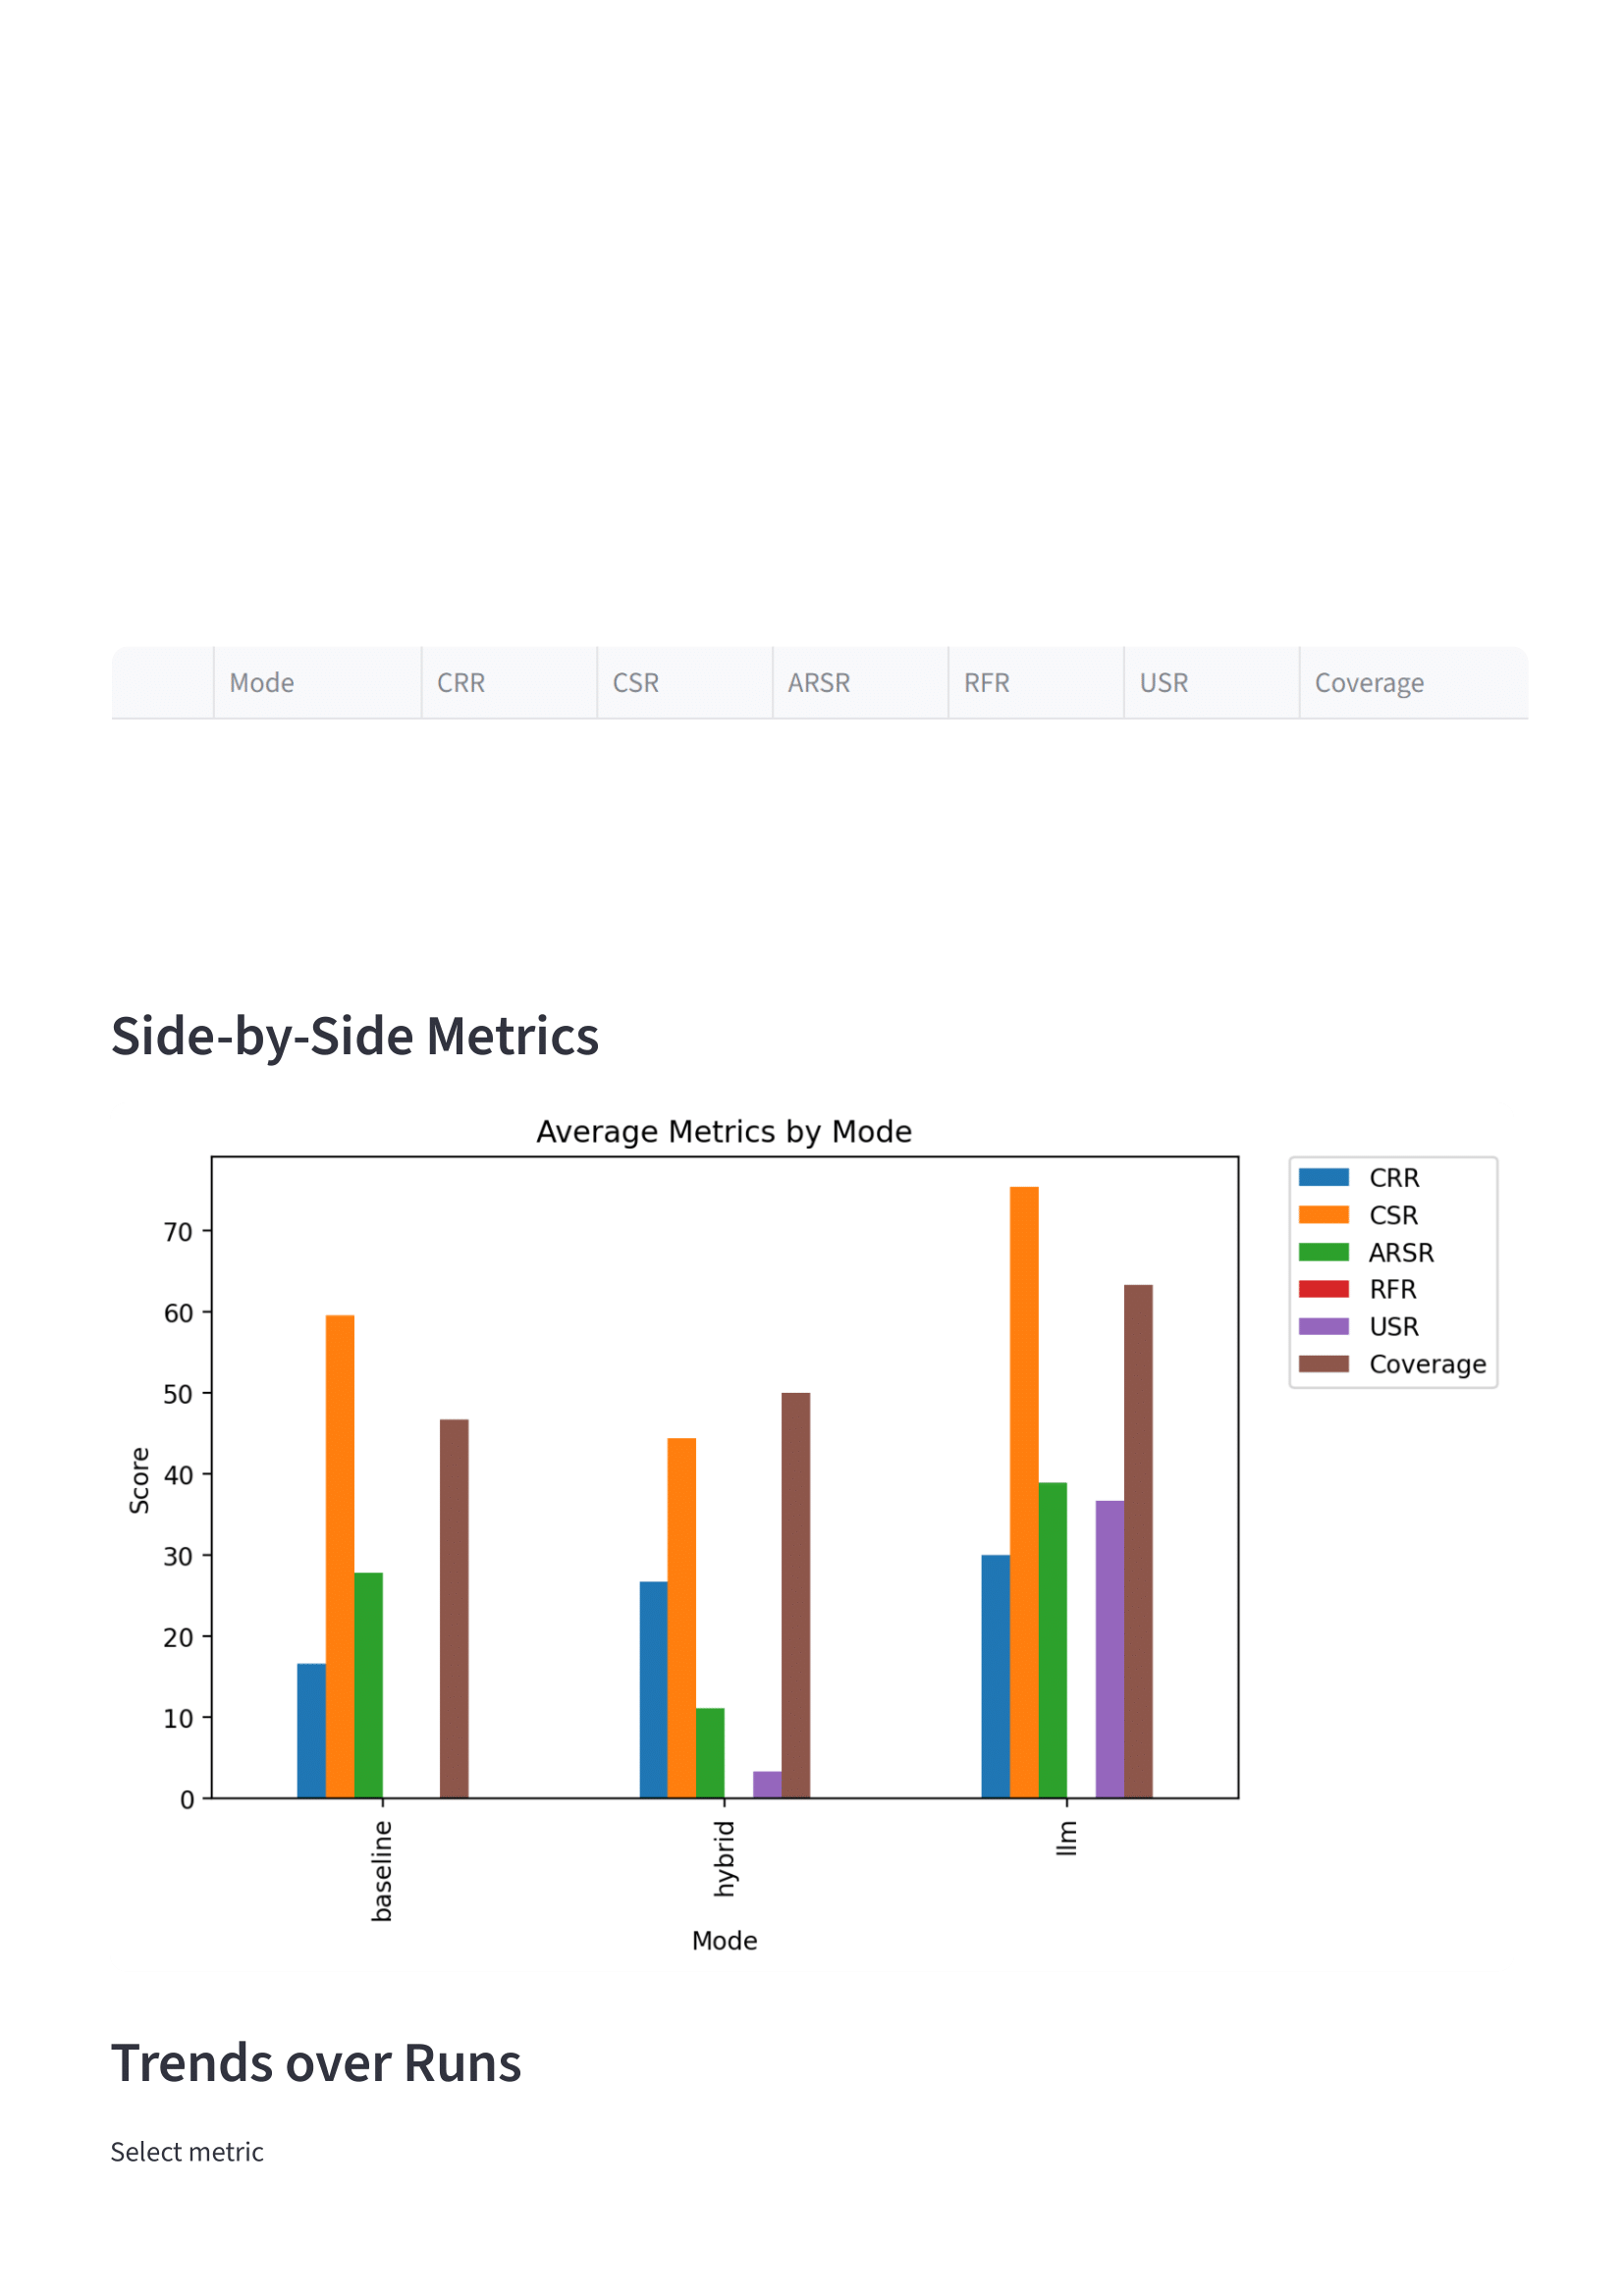 Mode CRR CSR ARSR RFR USR Coverage
Side-by-Side Metrics
Average Metrics by Mode
CRR
CSR
ARSR
RFR
USR
Coverage
70
60
50
40
30
20
10
0
Score
baseline
hybrid
llm
Mode
Trends over Runs
Select metric